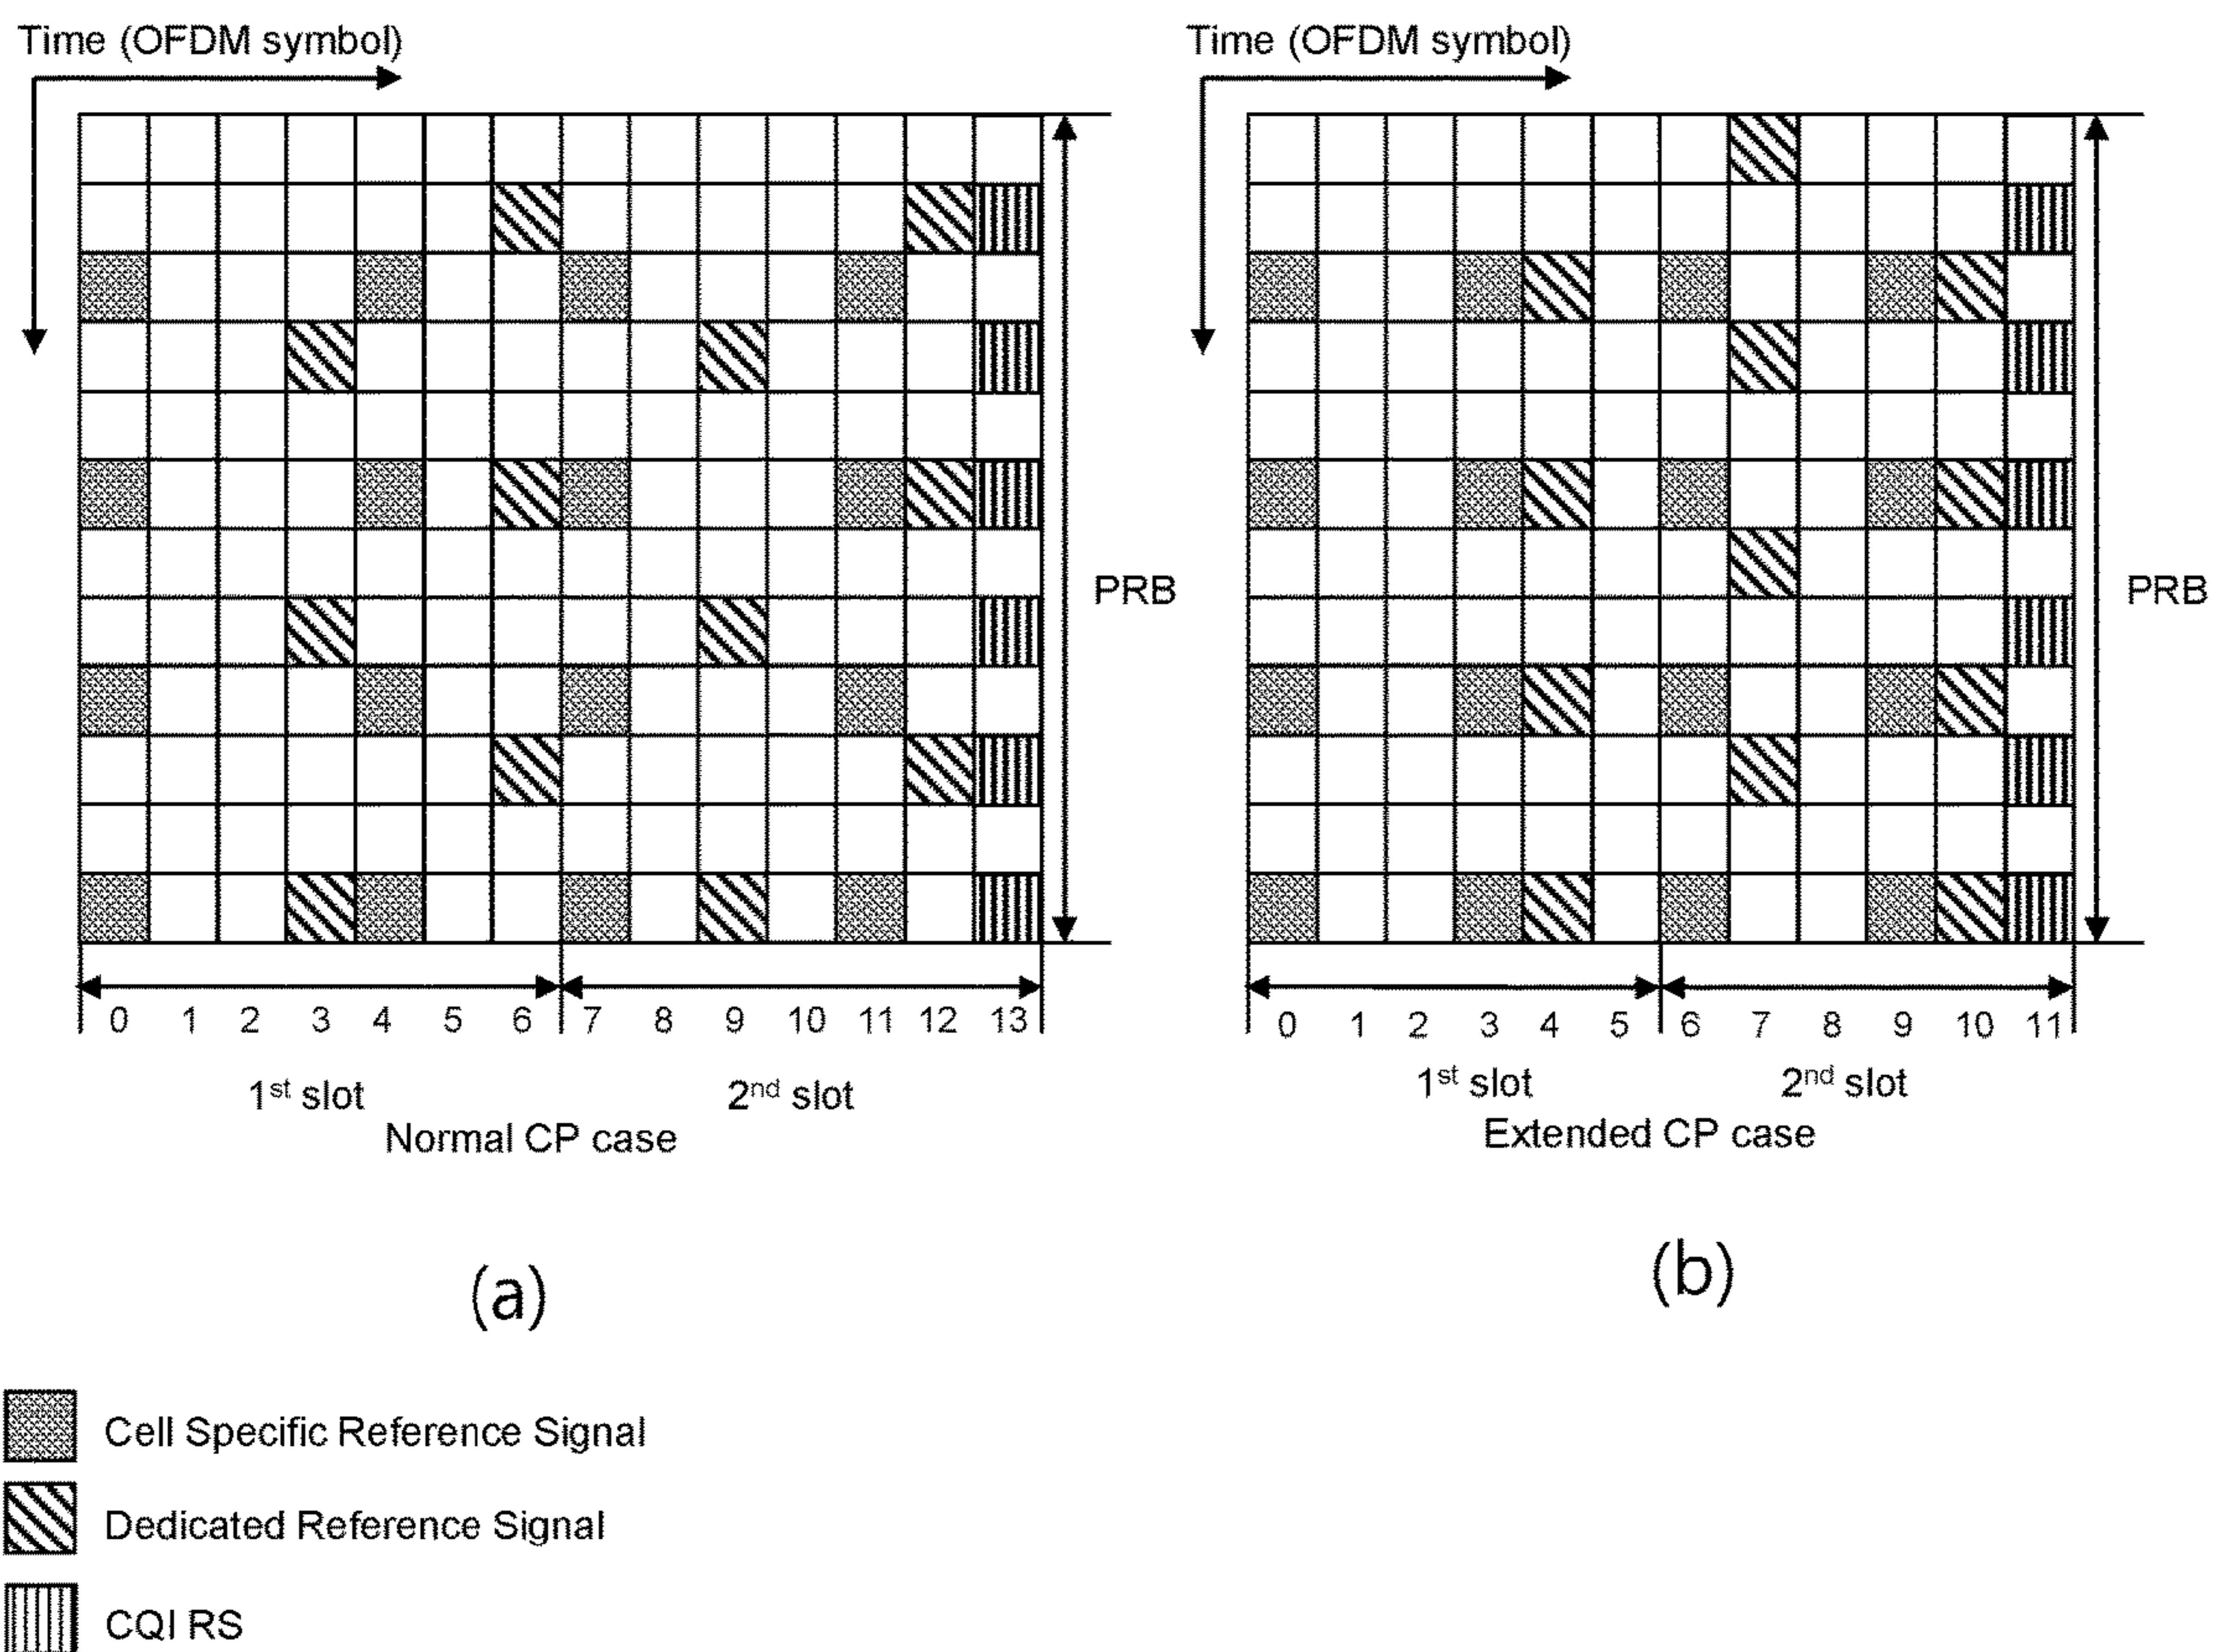 Time (OFDM symbol)
PRB
0 1 2 3 4 5 6 7 8 9 10 11 12 13
1st slot 2nd slot
Normal CP case
(a)
Time (OFDM symbol)
PRB
0 1 2 3 4 5 6 7 8 9 10 11
1st slot 2nd slot
Extended CP case
(b)
Cell Specific Reference Signal
Dedicated Reference Signal
CQI RS